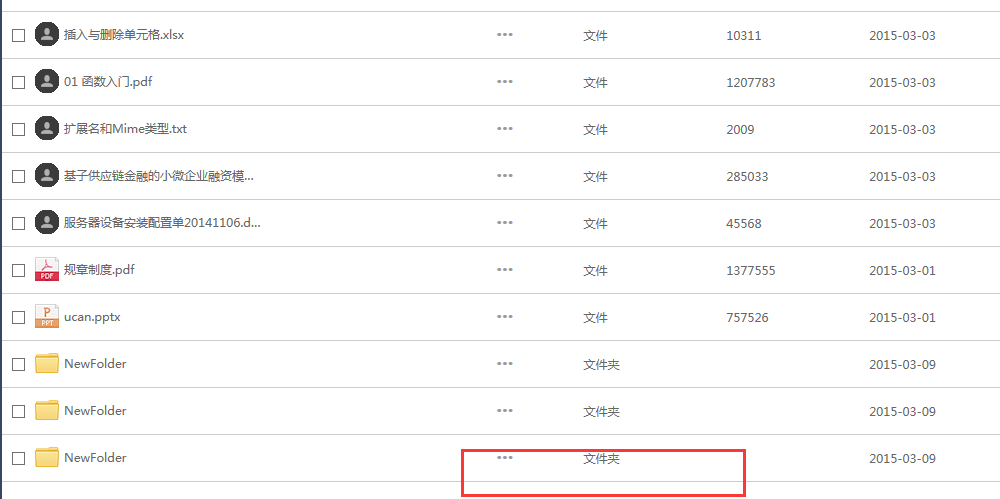 插入与删除单元格.xlsx ••• 文件 10311 2015-03-03
01 函数入门.pdf ••• 文件 1207783 2015-03-03
扩展名和Mime类型.txt ••• 文件 2009 2015-03-03
基子供应链金融的小微企业融资模... ••• 文件 285033 2015-03-03
服务器设备安装配置单20141106.d... ••• 文件 45568 2015-03-03
PDF 规章制度.pdf ••• 文件 1377555 2015-03-01
P PPT ucan.pptx ••• 文件 757526 2015-03-01
NewFolder ••• 文件夹 2015-03-09
NewFolder ••• 文件夹 2015-03-09
NewFolder ••• 文件夹 2015-03-09